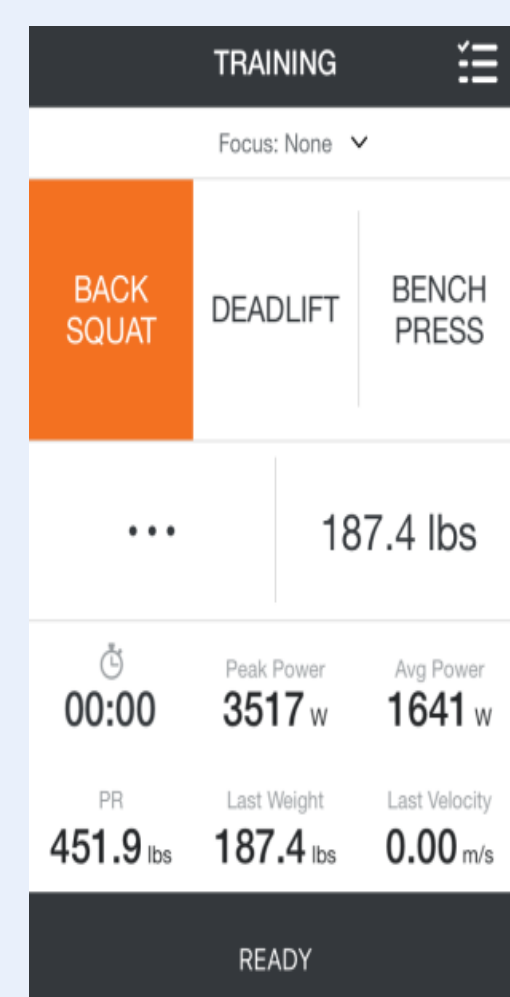 TRAINING
Focus: None
BACK
SQUAT
DEADLIFT
BENCH
PRESS
...
187.4 lbs
00:00
Peak Power
3517 W
Avg Power
1641 W
PR
451.9 lbs
Last Weight
187.4 lbs
Last Velocity
0.00 m/s
READY